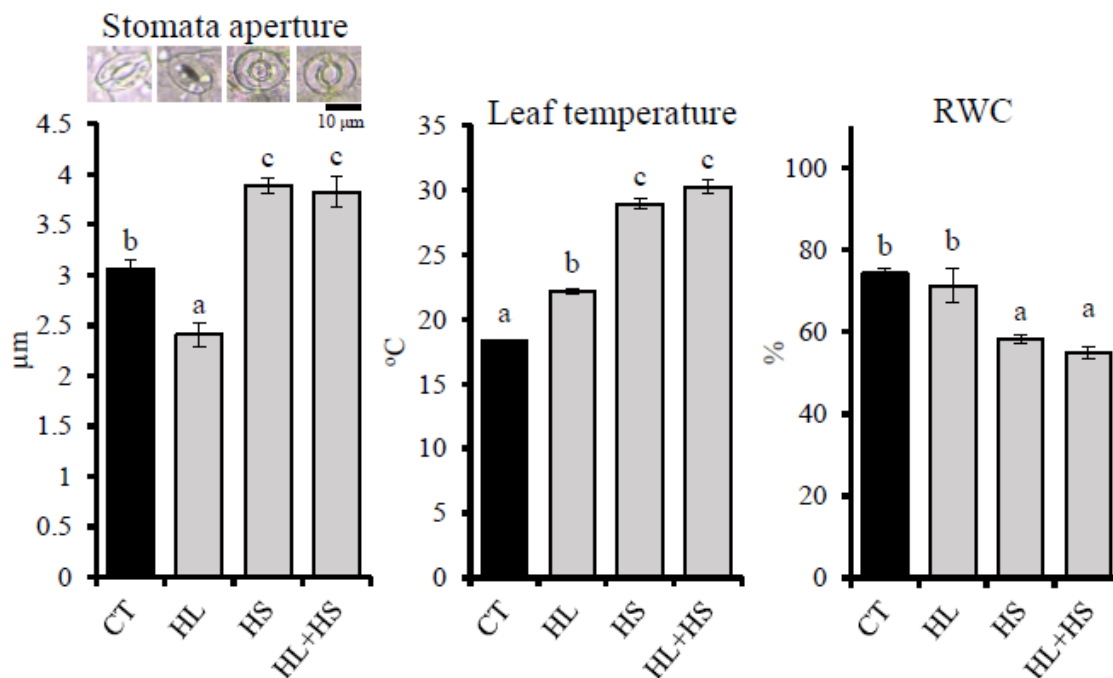 Stomata aperture
10 µm
4.5
4
3.5
3
2.5
2
1.5
1
0.5
0
µm
b
a
c
c
CT
HL
HS
HL+HS
Leaf temperature
35
30
25
20
15
10
5
0
ºC
a
b
c
c
CT
HL
HS
HL+HS
RWC
100
80
60
40
20
0
%
b
b
a
a
CT
HL
HS
HL+HS